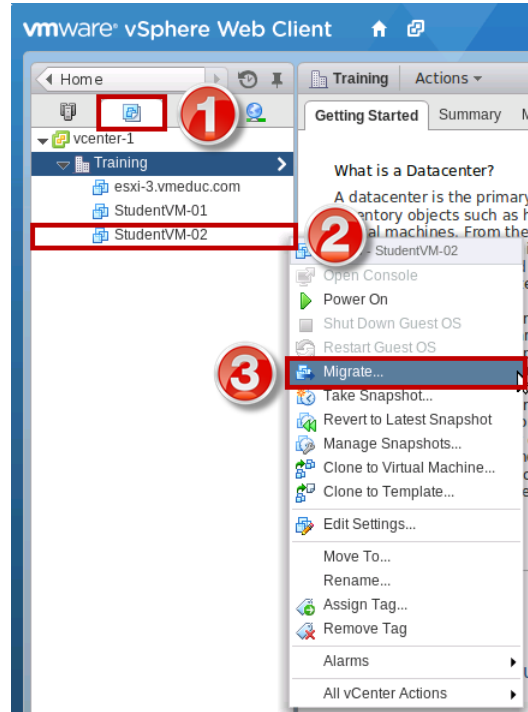 vmware® vSphere Web Client
Home
Training Actions
1
Getting Started Summary
vcenter-1
Training
What is a Datacenter?
esxi-3.vmeduc.com
A datacenter is the primary
StudentVM-01
inventory objects such as
StudentVM-02
2
al machines. From the
- StudentVM-02
Open Console
Power On
Shut Down Guest OS
Restart Guest OS
3
Migrate...
Take Snapshot...
Revert to Latest Snapshot
Manage Snapshots...
Clone to Virtual Machine...
Clone to Template...
Edit Settings...
Move To...
Rename...
Assign Tag...
Remove Tag
Alarms
All vCenter Actions